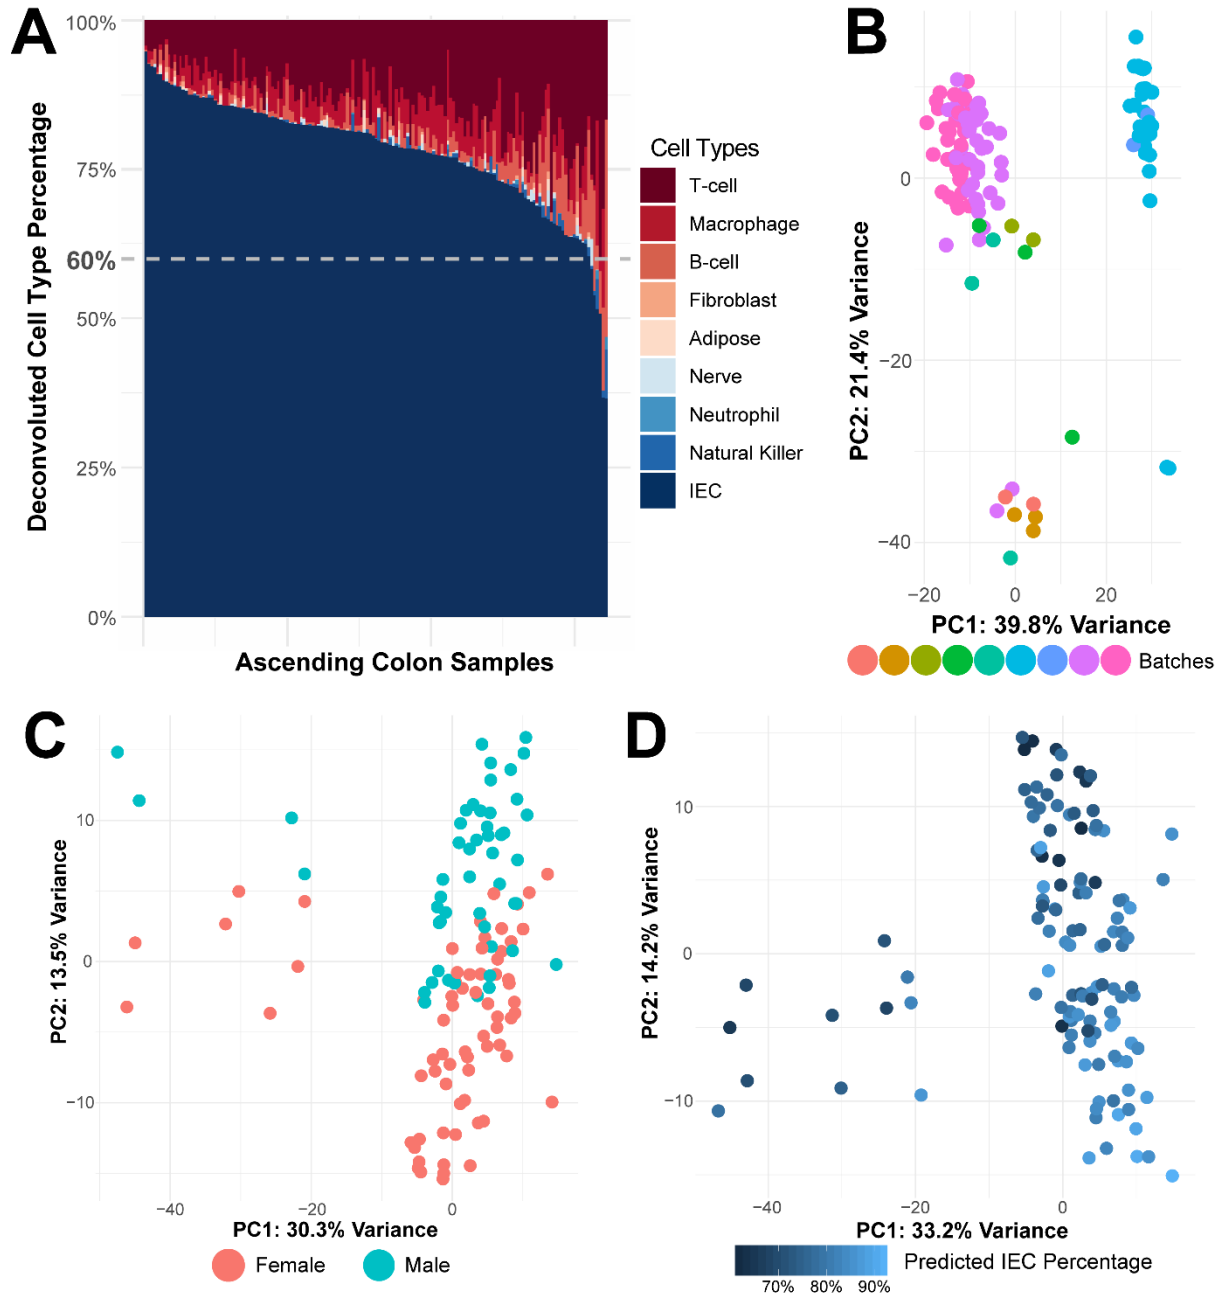 A
100%
75%
60%
50%
25%
0%
Deconvoluted Cell Type Percentage
Ascending Colon Samples
Cell Types
T-cell
Macrophage
B-cell
Fibroblast
Adipose
Nerve
Neutrophil
Natural Killer
IEC
B
0
−20
−40
PC2: 21.4% Variance
−20 0 20
PC1: 39.8% Variance
Batches
C
10
0
−10
PC2: 13.5% Variance
−40 −20 0
PC1: 30.3% Variance
Female Male
D
10
0
−10
PC2: 14.2% Variance
−40 −20 0
PC1: 33.2% Variance
Predicted IEC Percentage
70% 80% 90%